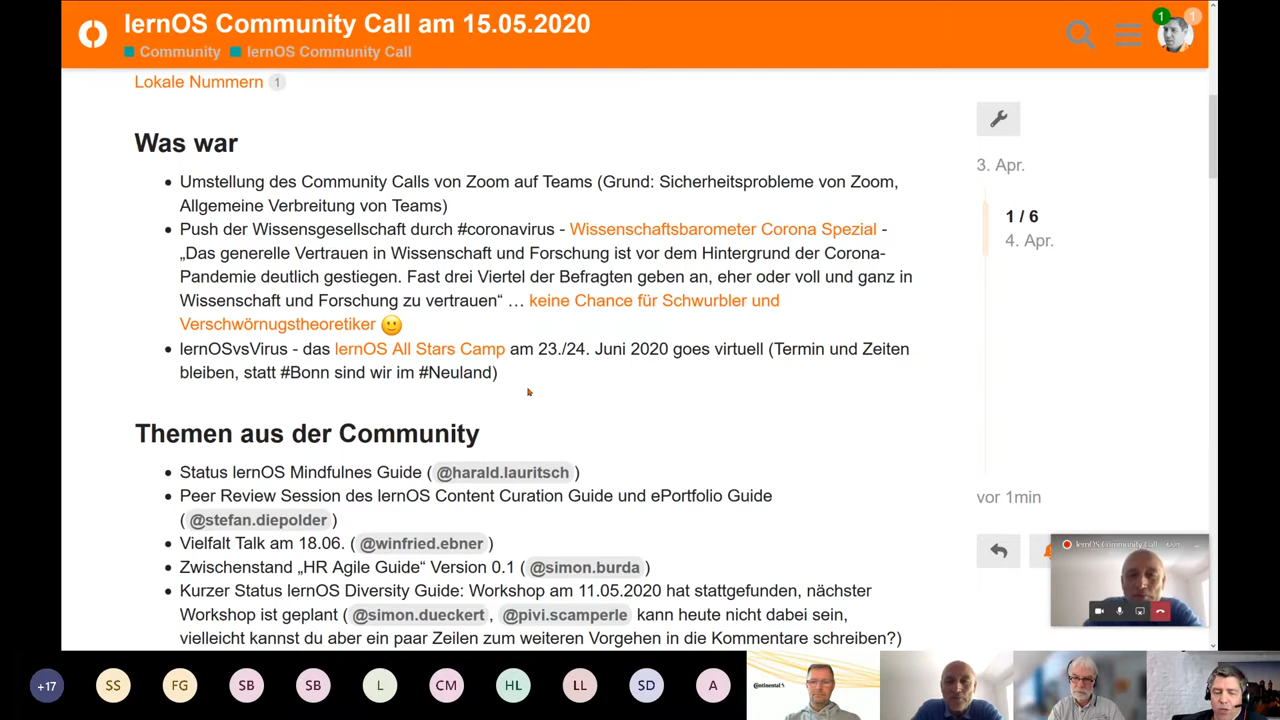 lernOS Community Call am 15.05.2020
Community lernOS Community Call
1 1
Lokale Nummern 1
Was war
Umstellung des Community Calls von Zoom auf Teams (Grund: Sicherheitsprobleme von Zoom,
Allgemeine Verbreitung von Teams)
Push der Wissensgesellschaft durch #coronavirus - Wissenschaftsbarometer Corona Spezial -
„Das generelle Vertrauen in Wissenschaft und Forschung ist vor dem Hintergrund der Corona-
Pandemie deutlich gestiegen. Fast drei Viertel der Befragten geben an, eher oder voll und ganz in
Wissenschaft und Forschung zu vertrauen“ … keine Chance für Schwurbler und
Verschwörnugstheoretiker
lernOSvsVirus - das lernOS All Stars Camp am 23./24. Juni 2020 goes virtuell (Termin und Zeiten
bleiben, statt #Bonn sind wir im #Neuland)
Themen aus der Community
Status lernOS Mindfulnes Guide (@harald.lauritsch)
Peer Review Session des lernOS Content Curation Guide und ePortfolio Guide
(@stefan.diepolder)
Vielfalt Talk am 18.06. (@winfried.ebner)
Zwischenstand „HR Agile Guide“ Version 0.1 (@simon.burda)
Kurzer Status lernOS Diversity Guide: Workshop am 11.05.2020 hat stattgefunden, nächster
Workshop ist geplant (@simon.dueckert, @pivi.scamperle kann heute nicht dabei sein,
vielleicht kannst du aber ein paar Zeilen zum weiteren Vorgehen in die Kommentare schreiben?)
3. Apr.
1 / 6
4. Apr.
vor 1min
lernOS Community Call
+17 SS FG SB SB L CM HL LL SD A
Continental